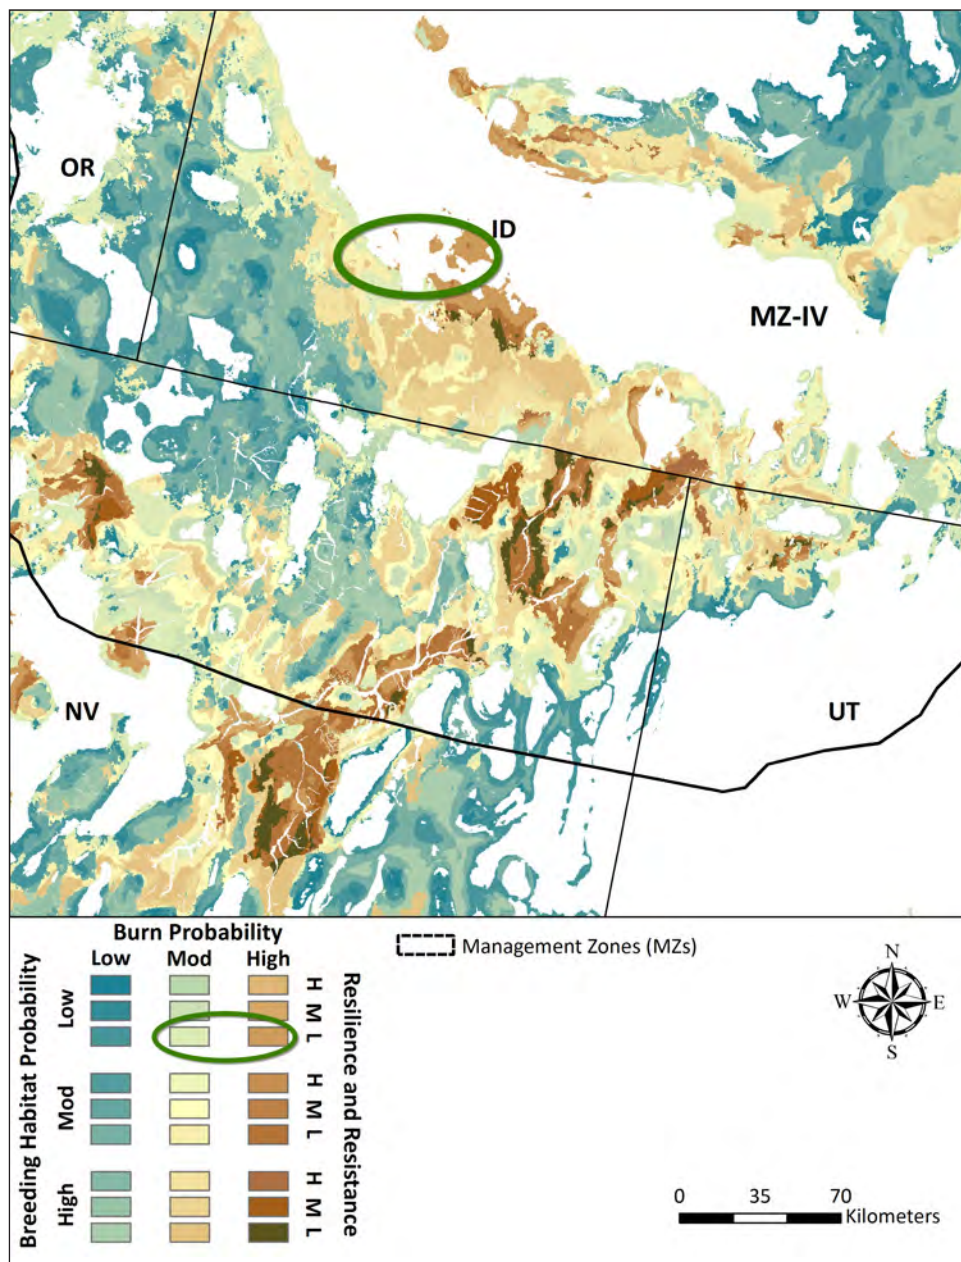 OR
ID
MZ-IV
NV
UT
Burn Probability
Low Mod High
Breeding Habitat Probability
Low
Mod
High
H
M
L
H
M
L
H
M
L
Resilience and Resistance
Management Zones (MZs)
N
W E
S
0 35 70
Kilometers